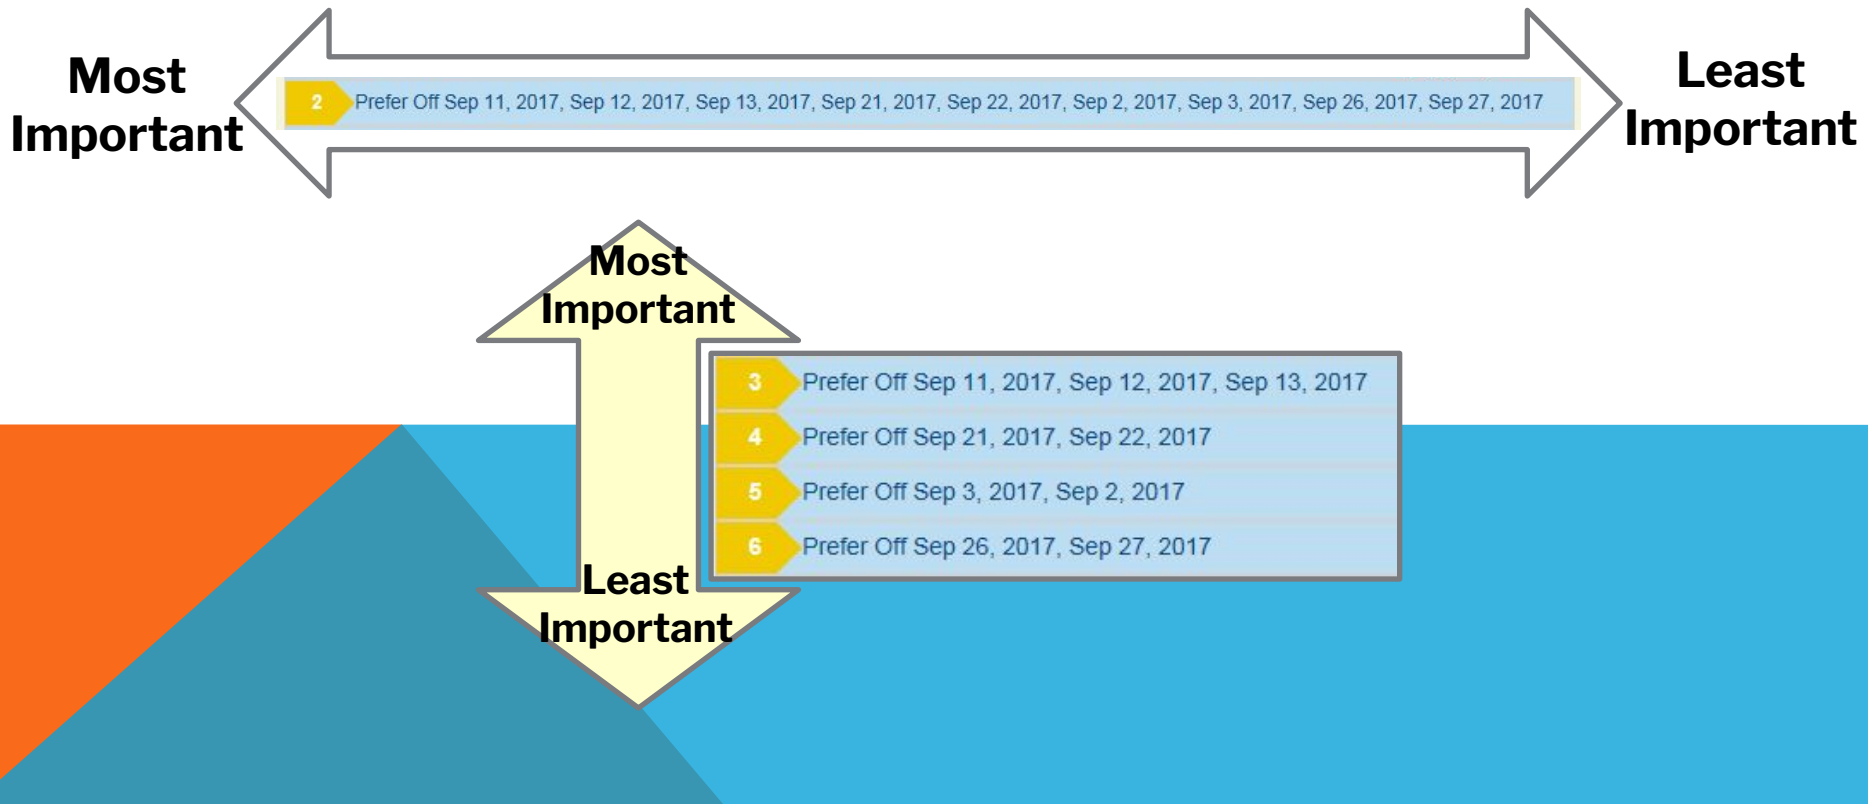 Most
Important
2 Prefer Off Sep 11, 2017, Sep 12, 2017, Sep 13, 2017, Sep 21, 2017, Sep 22, 2017, Sep 2, 2017, Sep 3, 2017, Sep 26, 2017, Sep 27, 2017
Least
Important
Most
Important
3 Prefer Off Sep 11, 2017, Sep 12, 2017, Sep 13, 2017
4 Prefer Off Sep 21, 2017, Sep 22, 2017
5 Prefer Off Sep 3, 2017, Sep 2, 2017
6 Prefer Off Sep 26, 2017, Sep 27, 2017
Least
Important